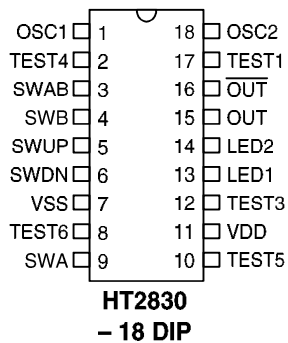 OSC1 1 18 OSC2
TEST4 2 17 TEST1
SWAB 3 16 O̅U̅T̅
SWB 4 15 OUT
SWUP 5 14 LED2
SWDN 6 13 LED1
VSS 7 12 TEST3
TEST6 8 11 VDD
SWA 9 10 TEST5
HT2830
– 18 DIP